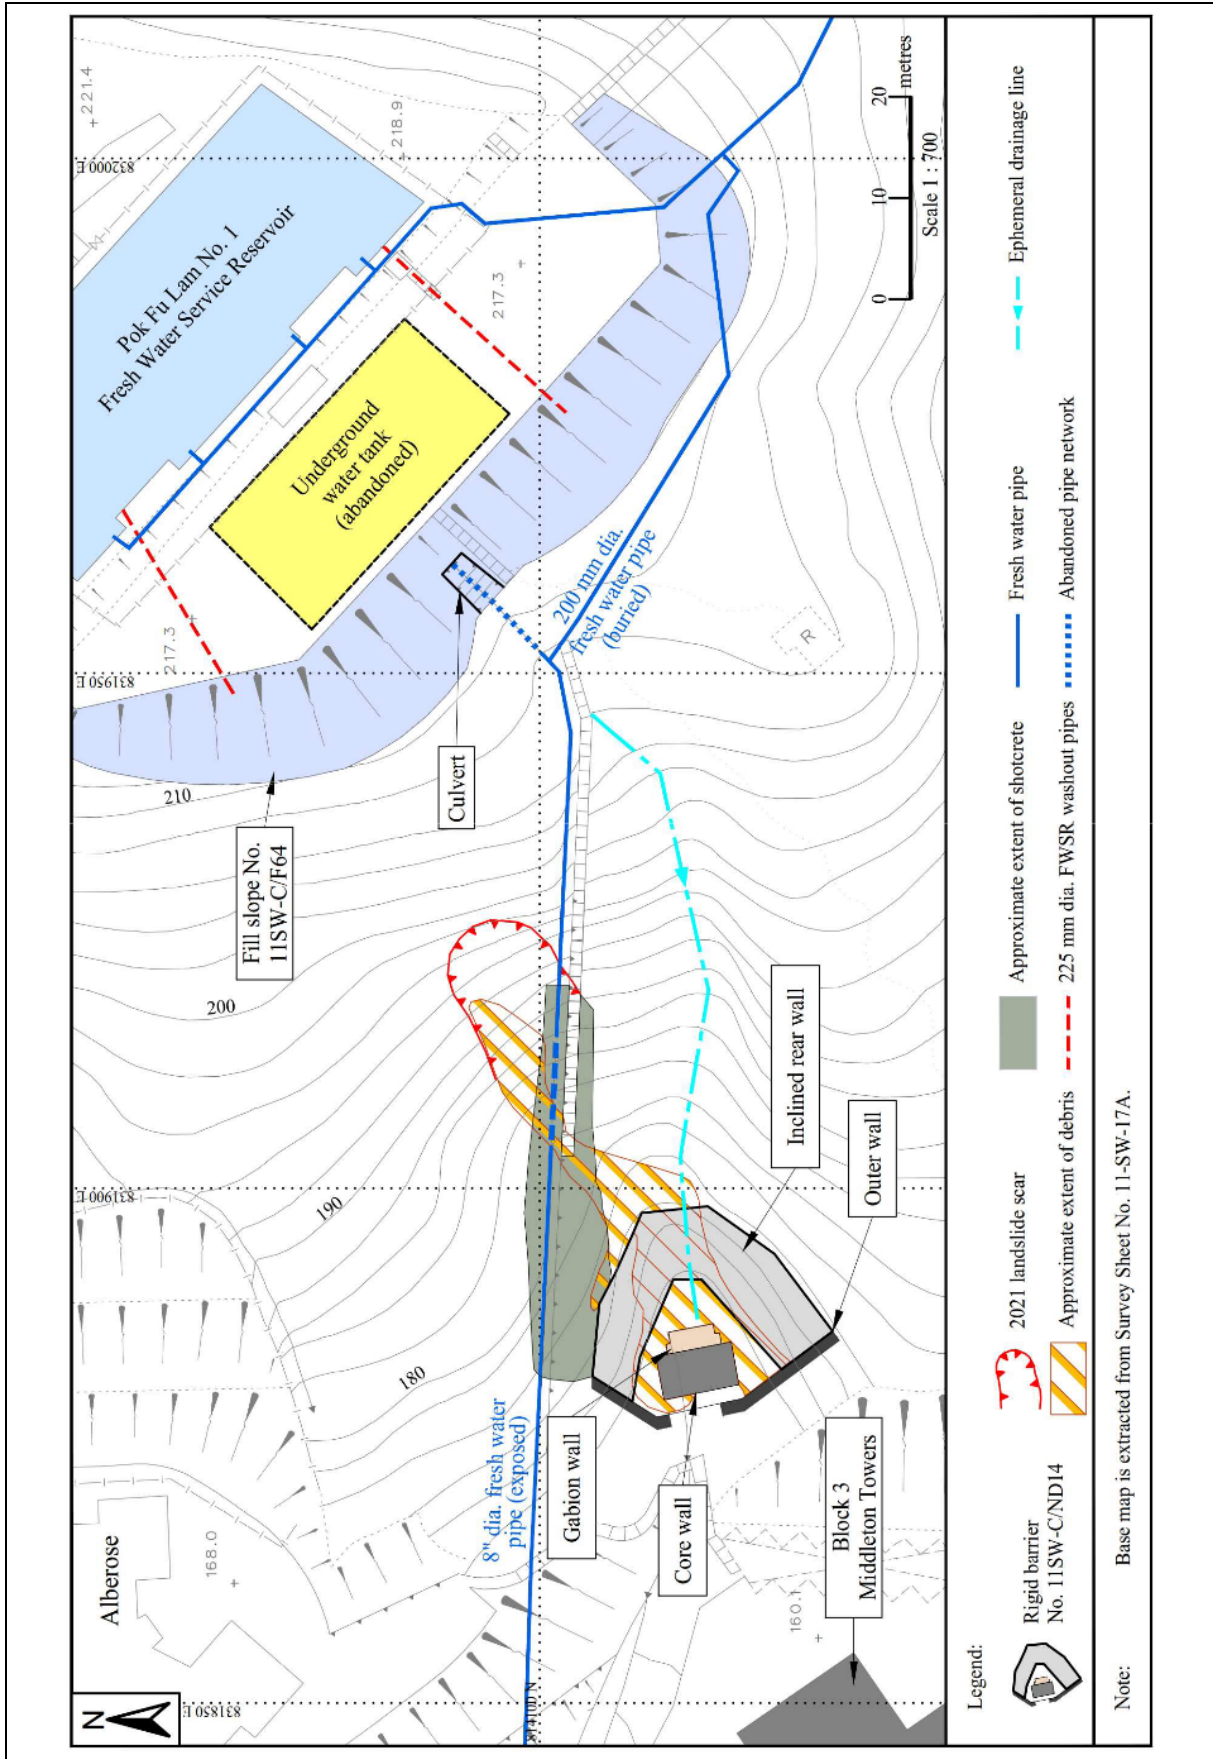 N
Alberose
168.0
831850 E
814100 N
8" dia. fresh water
pipe (exposed)
Gabion wall
Core wall
160.1
Block 3
Middleton Towers
180
190
831900 E
200
Inclined rear wall
Outer wall
Fill slope No.
11SW-C/F64
210
Culvert
831950 E
217.3
200 mm dia.
fresh water pipe
(buried)
R
Underground
water tank
(abandoned)
Pok Fu Lam No. 1
Fresh Water Service Reservoir
217.3
218.9
221.4
832000 E
0
10
20
metres
Scale 1 : 700
Legend:
Rigid barrier
No. 11SW-C/ND14
2021 landslide scar
Approximate extent of debris
Approximate extent of shotcrete
225 mm dia. FWSR washout pipes
Fresh water pipe
Abandoned pipe network
Ephemeral drainage line
Note:
Base map is extracted from Survey Sheet No. 11-SW-17A.